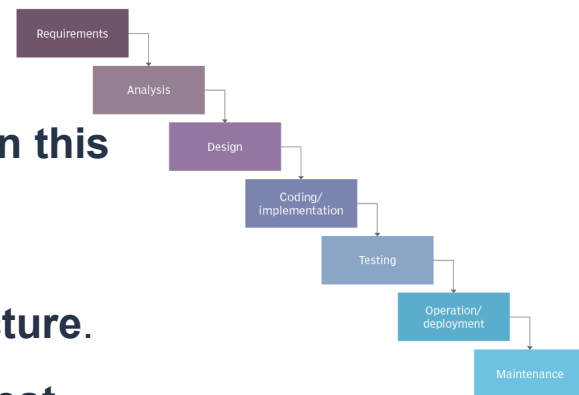 Requirements
Analysis
n this
Design
Coding/
implementation
Testing
Operation/
deployment
ture.
Maintenance